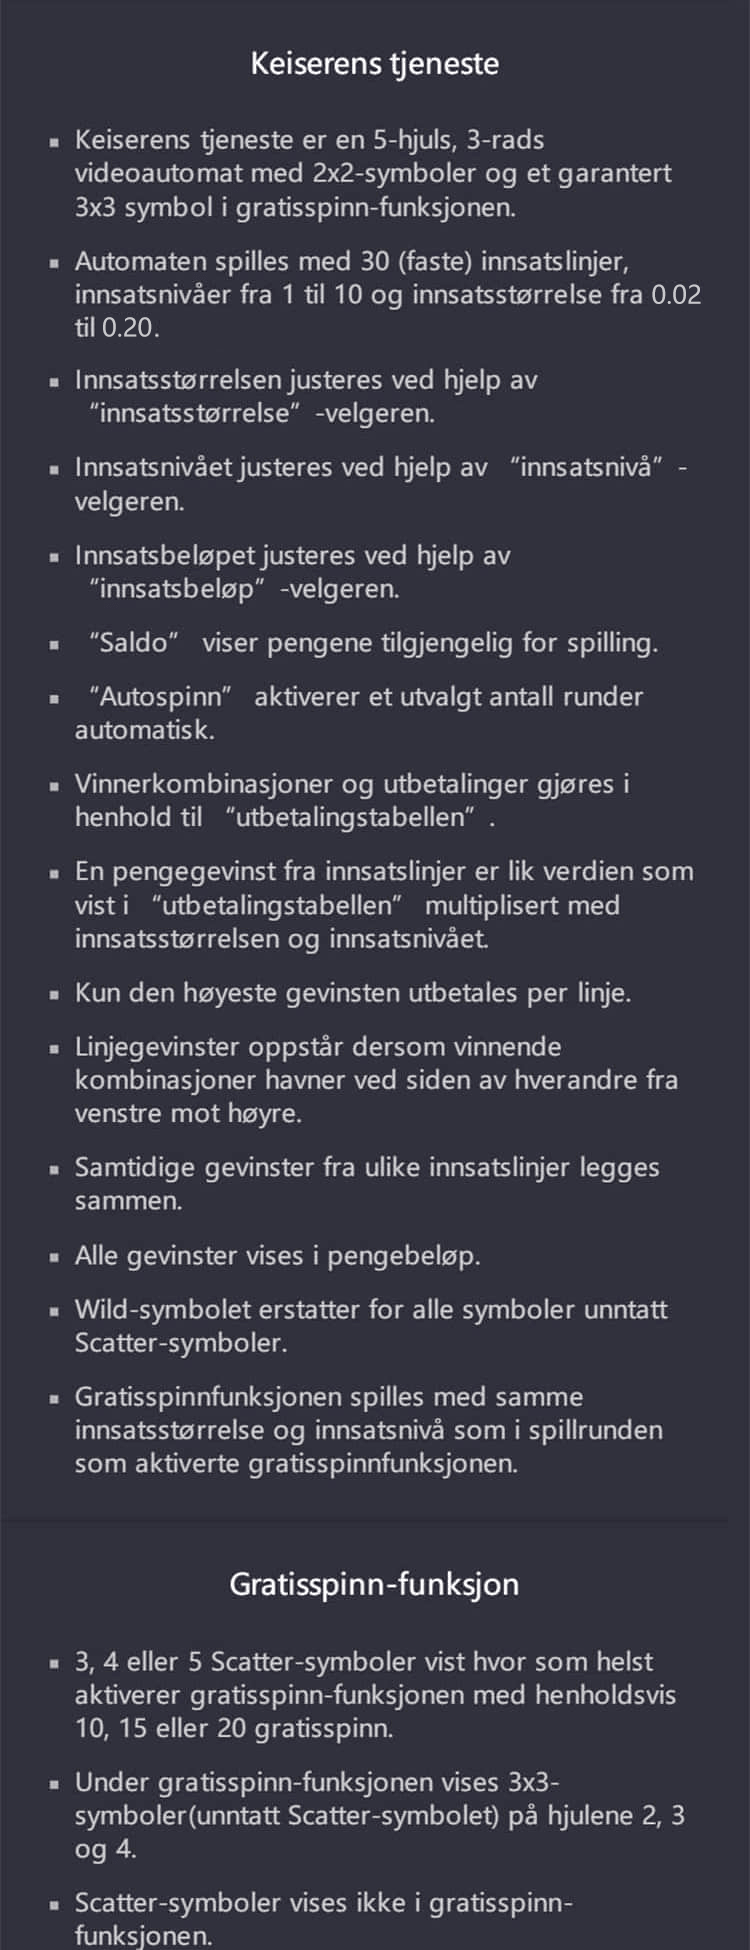 Keiserens tjeneste
▪ Keiserens tjeneste er en 5-hjuls, 3-rads
videoautomat med 2x2-symboler og et garantert
3x3 symbol i gratisspinn-funksjonen.
▪ Automaten spilles med 30 (faste) innsatslinjer,
innsatsnivåer fra 1 til 10 og innsatsstørrelse fra 0.02
til 0.20.
▪ Innsatsstørrelsen justeres ved hjelp av
“innsatsstørrelse” -velgeren.
▪ Innsatsnivået justeres ved hjelp av “innsatsnivå” -
velgeren.
▪ Innsatsbeløpet justeres ved hjelp av
“innsatsbeløp” -velgeren.
▪ “Saldo” viser pengene tilgjengelig for spilling.
▪ “Autospinn” aktiverer et utvalgt antall runder
automatisk.
▪ Vinnerkombinasjoner og utbetalinger gjøres i
henhold til “utbetalingstabellen” .
▪ En pengegevinst fra innsatslinjer er lik verdien som
vist i “utbetalingstabellen” multiplisert med
innsatsstørrelsen og innsatsnivået.
▪ Kun den høyeste gevinsten utbetales per linje.
▪ Linjegevinster oppstår dersom vinnende
kombinasjoner havner ved siden av hverandre fra
venstre mot høyre.
▪ Samtidige gevinster fra ulike innsatslinjer legges
sammen.
▪ Alle gevinster vises i pengebeløp.
▪ Wild-symbolet erstatter for alle symboler unntatt
Scatter-symboler.
▪ Gratisspinnfunksjonen spilles med samme
innsatsstørrelse og innsatsnivå som i spillrunden
som aktiverte gratisspinnfunksjonen.
Gratisspinn-funksjon
▪ 3, 4 eller 5 Scatter-symboler vist hvor som helst
aktiverer gratisspinn-funksjonen med henholdsvis
10, 15 eller 20 gratisspinn.
▪ Under gratisspinn-funksjonen vises 3x3-
symboler(unntatt Scatter-symbolet) på hjulene 2, 3
og 4.
▪ Scatter-symboler vises ikke i gratisspinn-
funksjonen.